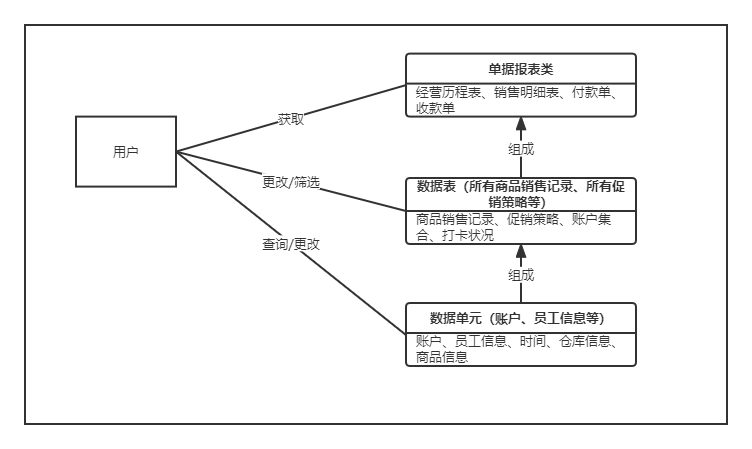 单据报表类
经营历程表、销售明细表、付款单、
收款单
获取
用户
组成
更改/筛选
数据表（所有商品销售记录、所有促
销策略等）
商品销售记录、促销策略、账户集
合、打卡状况
查询/更改
组成
数据单元（账户、员工信息等）
账户、员工信息、时间、仓库信息、
商品信息